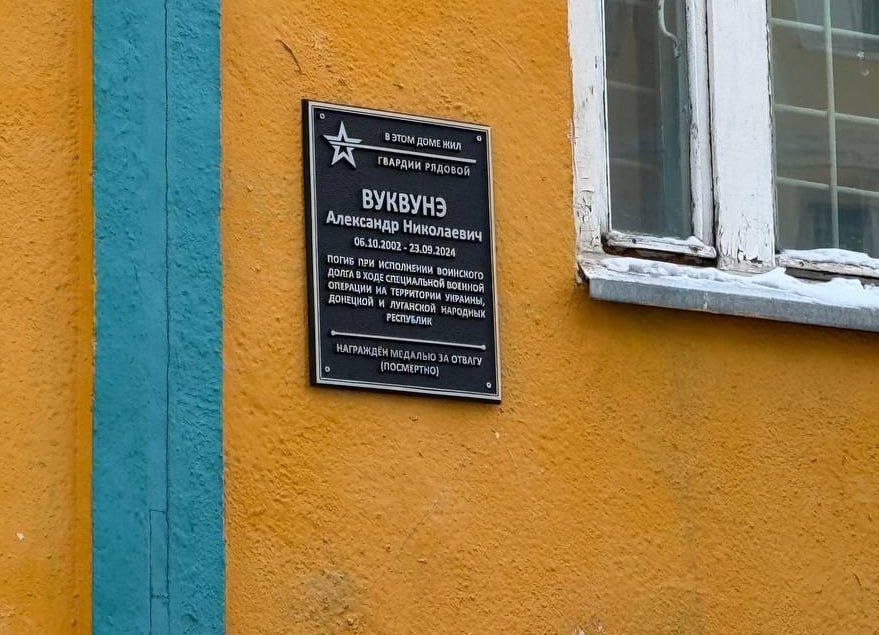 В ЭТОМ ДОМЕ ЖИЛ
ГВАРДИИ РЯДОВОЙ
ВУКВУНЭ
Александр Николаевич
06.10.2002 - 23.09.2024
ПОГИБ ПРИ ИСПОЛНЕНИИ ВОИНСКОГО
ДОЛГА В ХОДЕ СПЕЦИАЛЬНОЙ ВОЕННОЙ
ОПЕРАЦИИ НА ТЕРРИТОРИИ УКРАИНЫ,
ДОНЕЦКОЙ И ЛУГАНСКОЙ НАРОДНЫХ
РЕСПУБЛИК
НАГРАЖДЁН МЕДАЛЬЮ ЗА ОТВАГУ
(ПОСМЕРТНО)